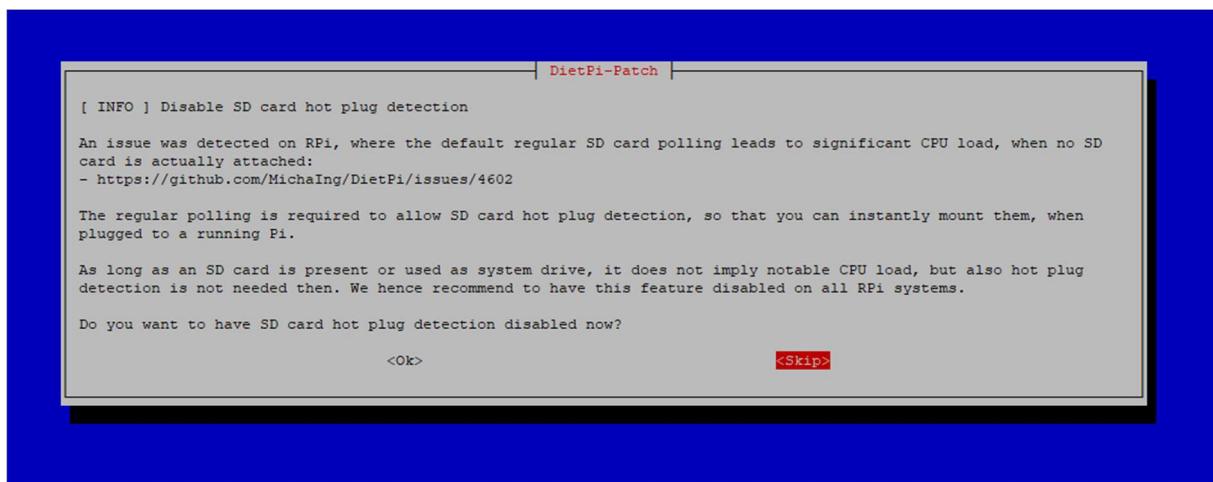 DietPi-Patch
[ INFO ] Disable SD card hot plug detection
An issue was detected on RPi, where the default regular SD card polling leads to significant CPU load, when no SD
card is actually attached:
- https://github.com/MichaIng/DietPi/issues/4602
The regular polling is required to allow SD card hot plug detection, so that you can instantly mount them, when
plugged to a running Pi.
As long as an SD card is present or used as system drive, it does not imply notable CPU load, but also hot plug
detection is not needed then. We hence recommend to have this feature disabled on all RPi systems.
Do you want to have SD card hot plug detection disabled now?
<Ok> <Skip>